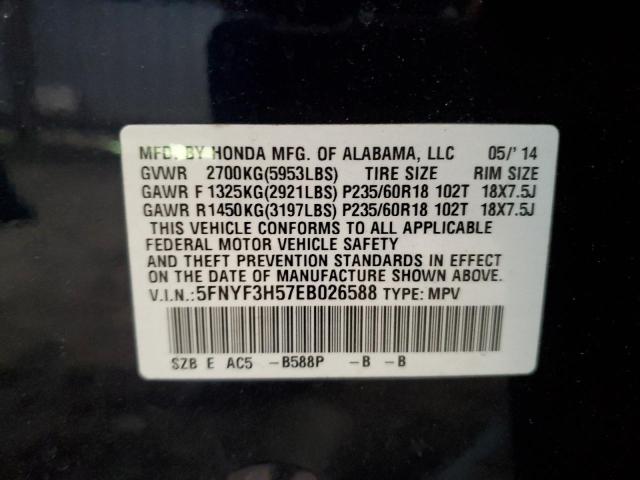 MFD. BY HONDA MFG. OF ALABAMA, LLC 05/'14
GVWR 2700KG(5953LBS) TIRE SIZE RIM SIZE
GAWR F 1325KG(2921LBS) P235/60R18 102T 18X7.5J
GAWR R1450KG(3197LBS) P235/60R18 102T 18X7.5J
THIS VEHICLE CONFORMS TO ALL APPLICABLE
FEDERAL MOTOR VEHICLE SAFETY
AND THEFT PREVENTION STANDARDS IN EFFECT
ON THE DATE OF MANUFACTURE SHOWN ABOVE.
V.I.N.:5FNYF3H57EB026588 TYPE: MPV
SZB E AC5 -B588P -B -B